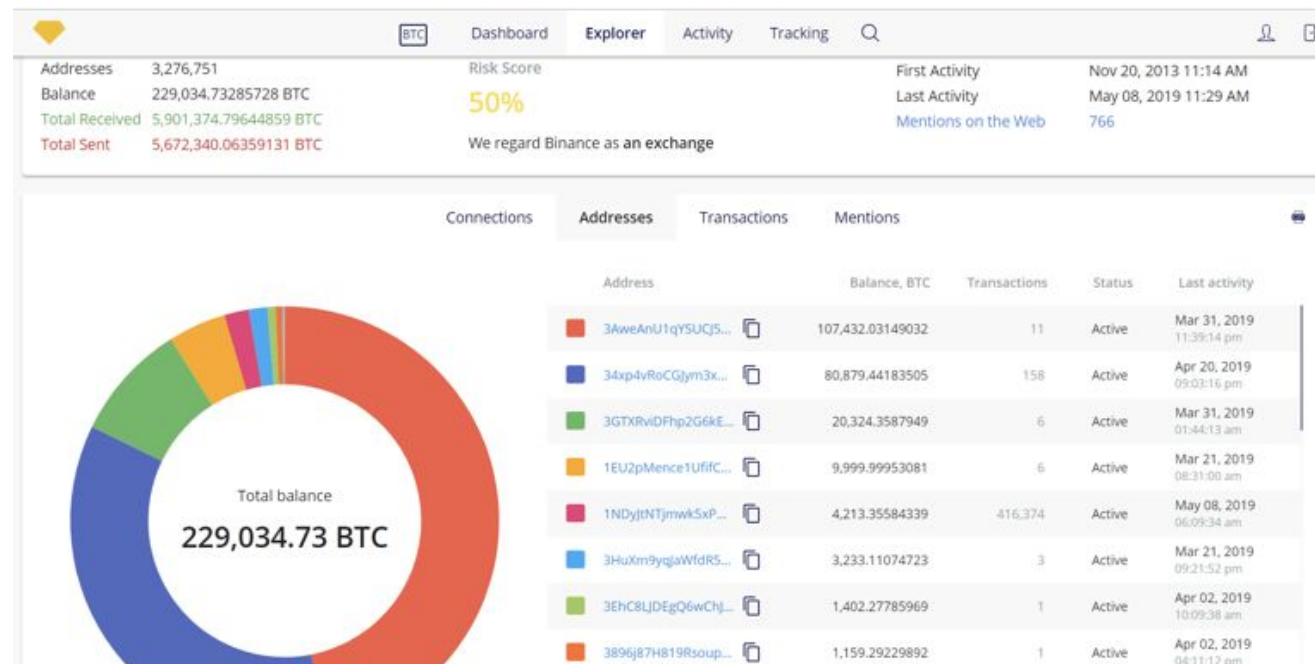 BTC Dashboard Explorer Activity Tracking
Addresses 3,276,751
Balance 229,034.73285728 BTC
Total Received 5,901,374.79644859 BTC
Total Sent 5,672,340.06359131 BTC
Risk Score
50%
We regard Binance as an exchange
First Activity Nov 20, 2013 11:14 AM
Last Activity May 08, 2019 11:29 AM
Mentions on the Web 766
Connections Addresses Transactions Mentions
Total balance
229,034.73 BTC
Address Balance, BTC Transactions Status Last activity
3AweAnU1qYSUCJ5... 107,432.03149032 11 Active Mar 31, 2019
11:39:14 pm
34xp4vRoCGJym3x... 80,879.44183505 158 Active Apr 20, 2019
09:03:16 pm
3GTXRviDFhp2G6kE... 20,324.3587949 6 Active Mar 31, 2019
01:44:13 am
1EU2pMence1UfifC... 9,999.99953081 6 Active Mar 21, 2019
08:31:00 am
1NDyJtNTjmwk5xP... 4,213.35584339 416,374 Active May 08, 2019
06:09:34 am
3HuXm9yqJaWfdR5... 3,233.11074723 3 Active Mar 21, 2019
09:21:52 pm
3EhC8LJDEgQ6wChJ... 1,402.27785969 1 Active Apr 02, 2019
10:09:38 am
3896j87H819Rsoup... 1,159.29229892 1 Active Apr 02, 2019
04:11:12 pm